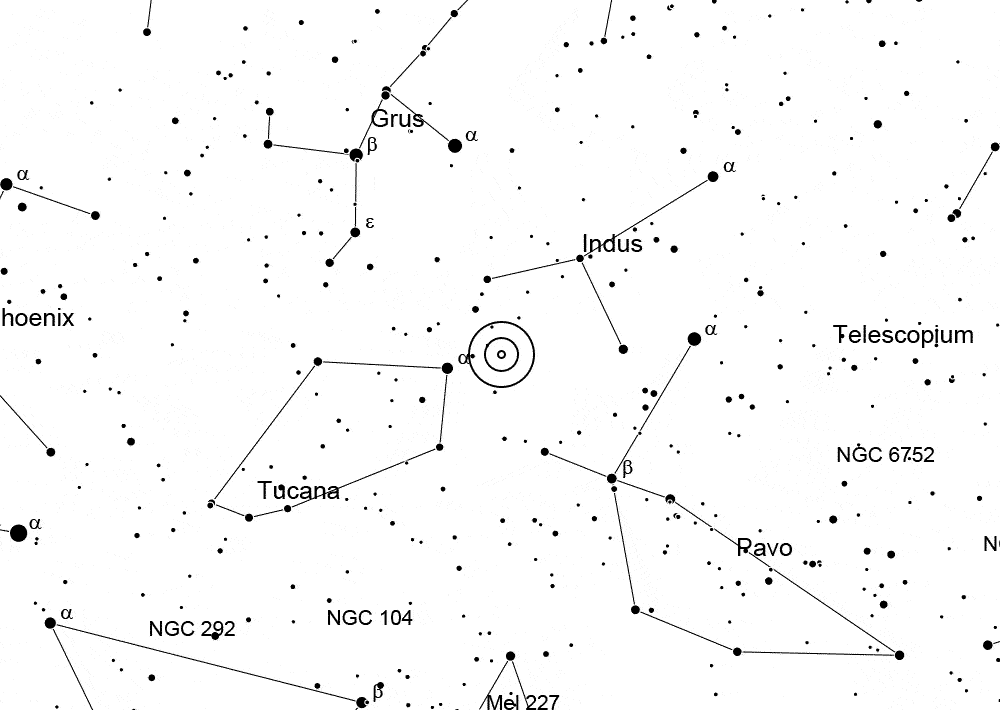 Grus
α
β
α
α
ε
Indus
hoenix
α
Telescopium
α
NGC 6752
β
Tucana
α
Pavo
N
α
NGC 104
NGC 292
β
Mel 227